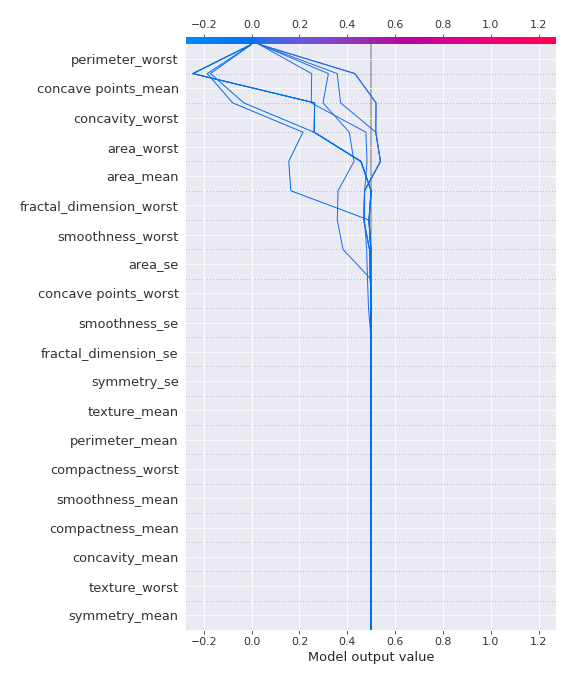 −0.2 0.0 0.2 0.4 0.6 0.8 1.0 1.2
perimeter_worst
concave points_mean
concavity_worst
area_worst
area_mean
fractal_dimension_worst
smoothness_worst
area_se
concave points_worst
smoothness_se
fractal_dimension_se
symmetry_se
texture_mean
perimeter_mean
compactness_worst
smoothness_mean
compactness_mean
concavity_mean
texture_worst
symmetry_mean
−0.2 0.0 0.2 0.4 0.6 0.8 1.0 1.2
Model output value